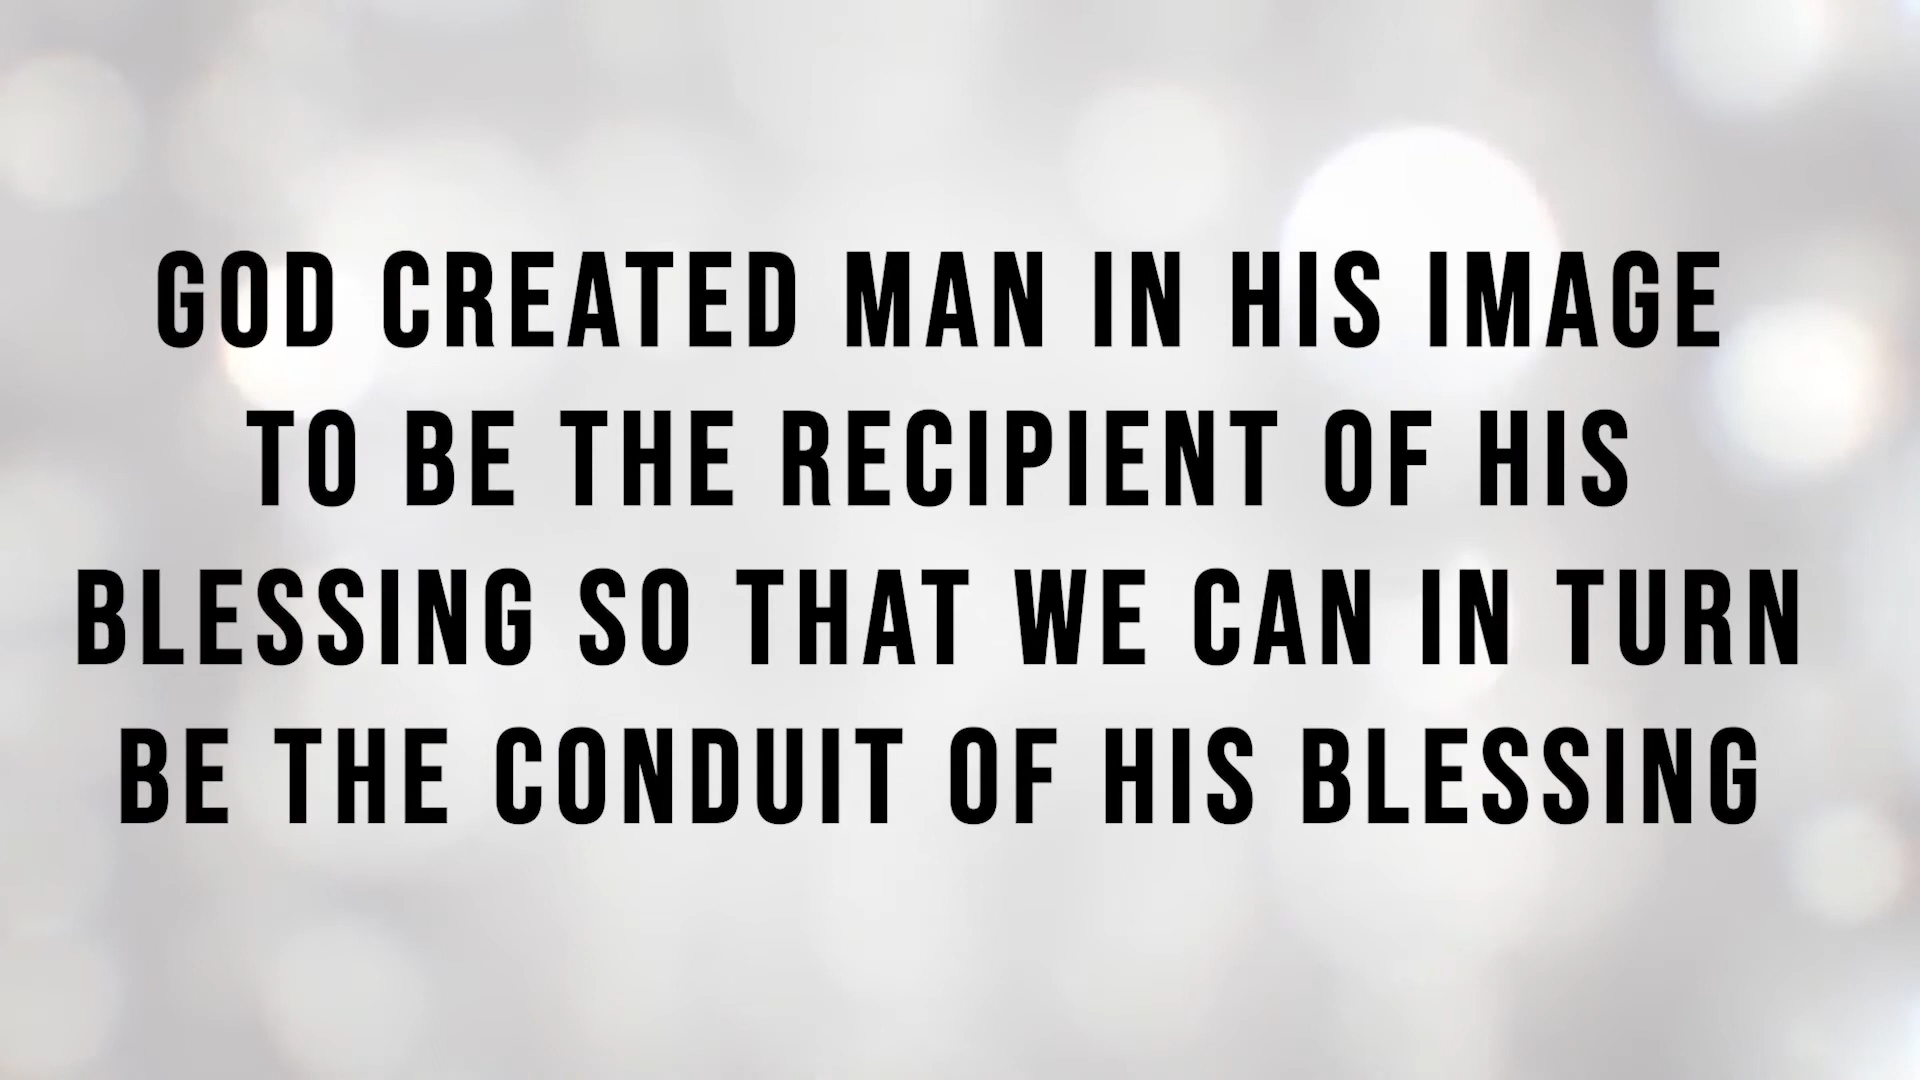 GOD CREATED MAN IN HIS IMAGE
TO BE THE RECIPIENT OF HIS
BLESSING SO THAT WE CAN IN TURN
BE THE CONDUIT OF HIS BLESSING